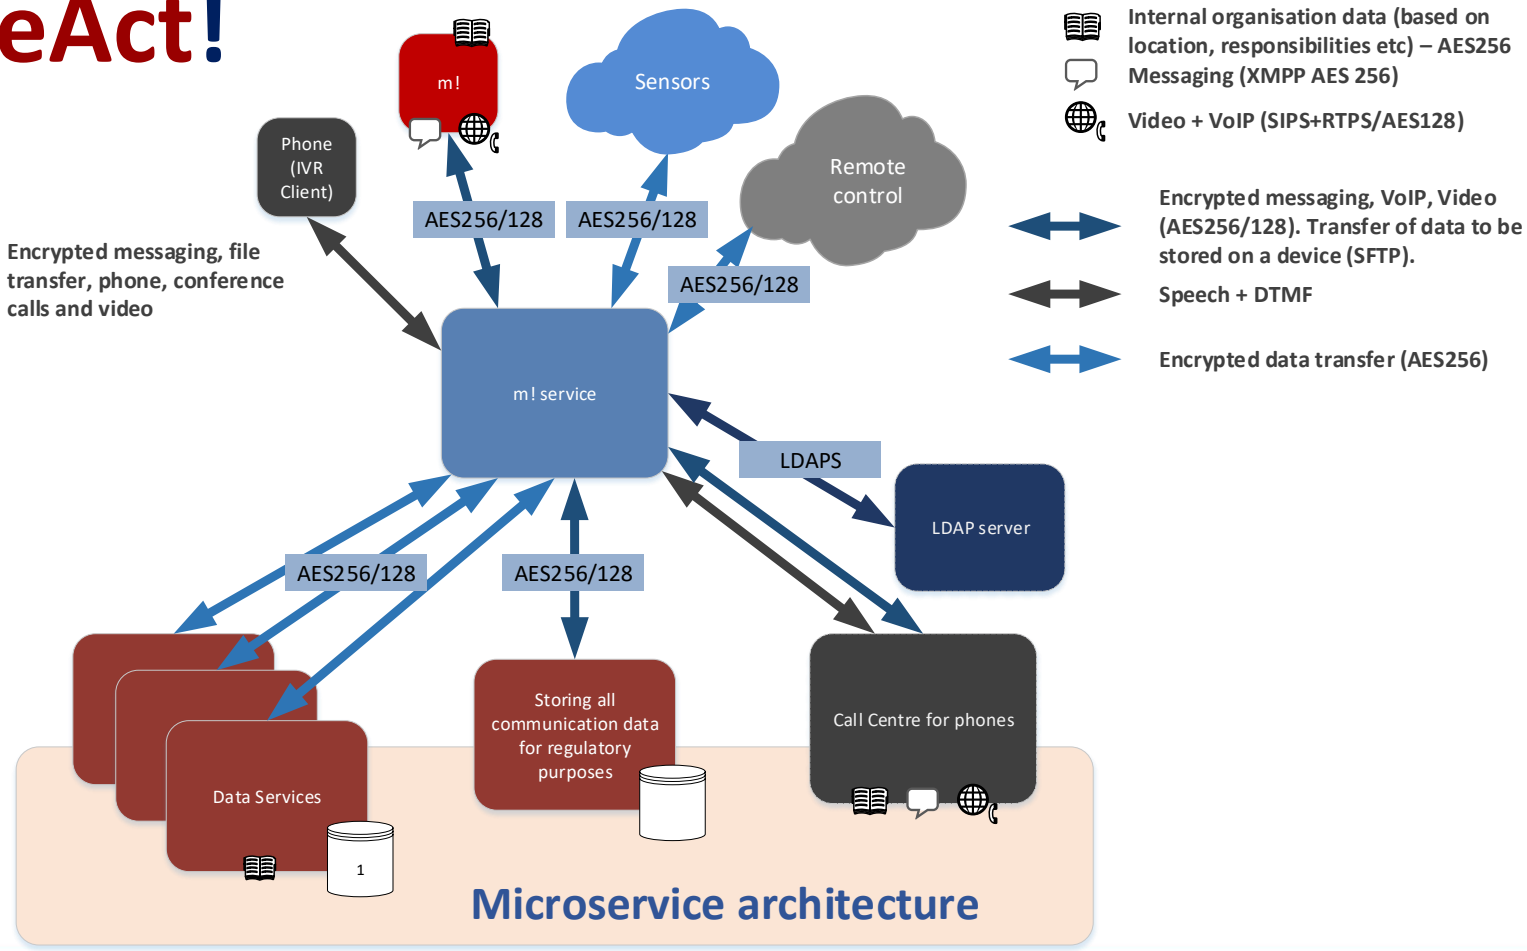 eAct!
m!
Sensors
Remote
control
Phone
(IVR
Client)
AES256/128
AES256/128
AES256/128
Encrypted messaging, file
transfer, phone, conference
calls and video
m! service
LDAPS
LDAP server
AES256/128
AES256/128
Storing all
communication data
for regulatory
purposes
Call Centre for phones
Data Services
1
Microservice architecture
Internal organisation data (based on
location, responsibilities etc) – AES256
Messaging (XMPP AES 256)
Video + VoIP (SIPS+RTPS/AES128)
Encrypted messaging, VoIP, Video
(AES256/128). Transfer of data to be
stored on a device (SFTP).
Speech + DTMF
Encrypted data transfer (AES256)